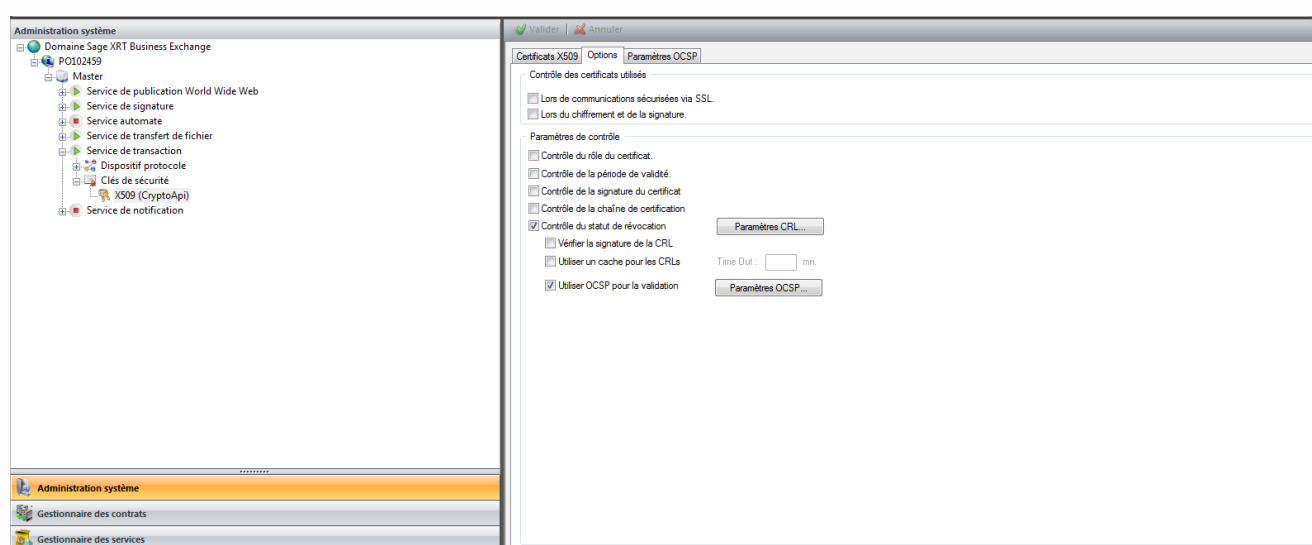 Administration système
Domaine Sage XRT Business Exchange
PO102459
Master
Service de publication World Wide Web
Service de signature
Service automate
Service de transfert de fichier
Service de transaction
Dispositif protocole
Clés de sécurité
X509 (CryptoApi)
Service de notification
Administration système
Gestionnaire des contrats
Gestionnaire des services
Valider | Annuler
Certificats X509 Options Paramètres OCSP
Contrôle des certificats utilisés
Lors de communications sécurisées via SSL.
Lors du chiffrement et de la signature.
Paramètres de contrôle
Contrôle du rôle du certificat.
Contrôle de la période de validité.
Contrôle de la signature du certificat
Contrôle de la chaîne de certification
Contrôle du statut de révocation Paramètres CRL...
Vérifier la signature de la CRL
Utiliser un cache pour les CRLs Time Out : mn.
Utiliser OCSP pour la validation Paramètres OCSP...